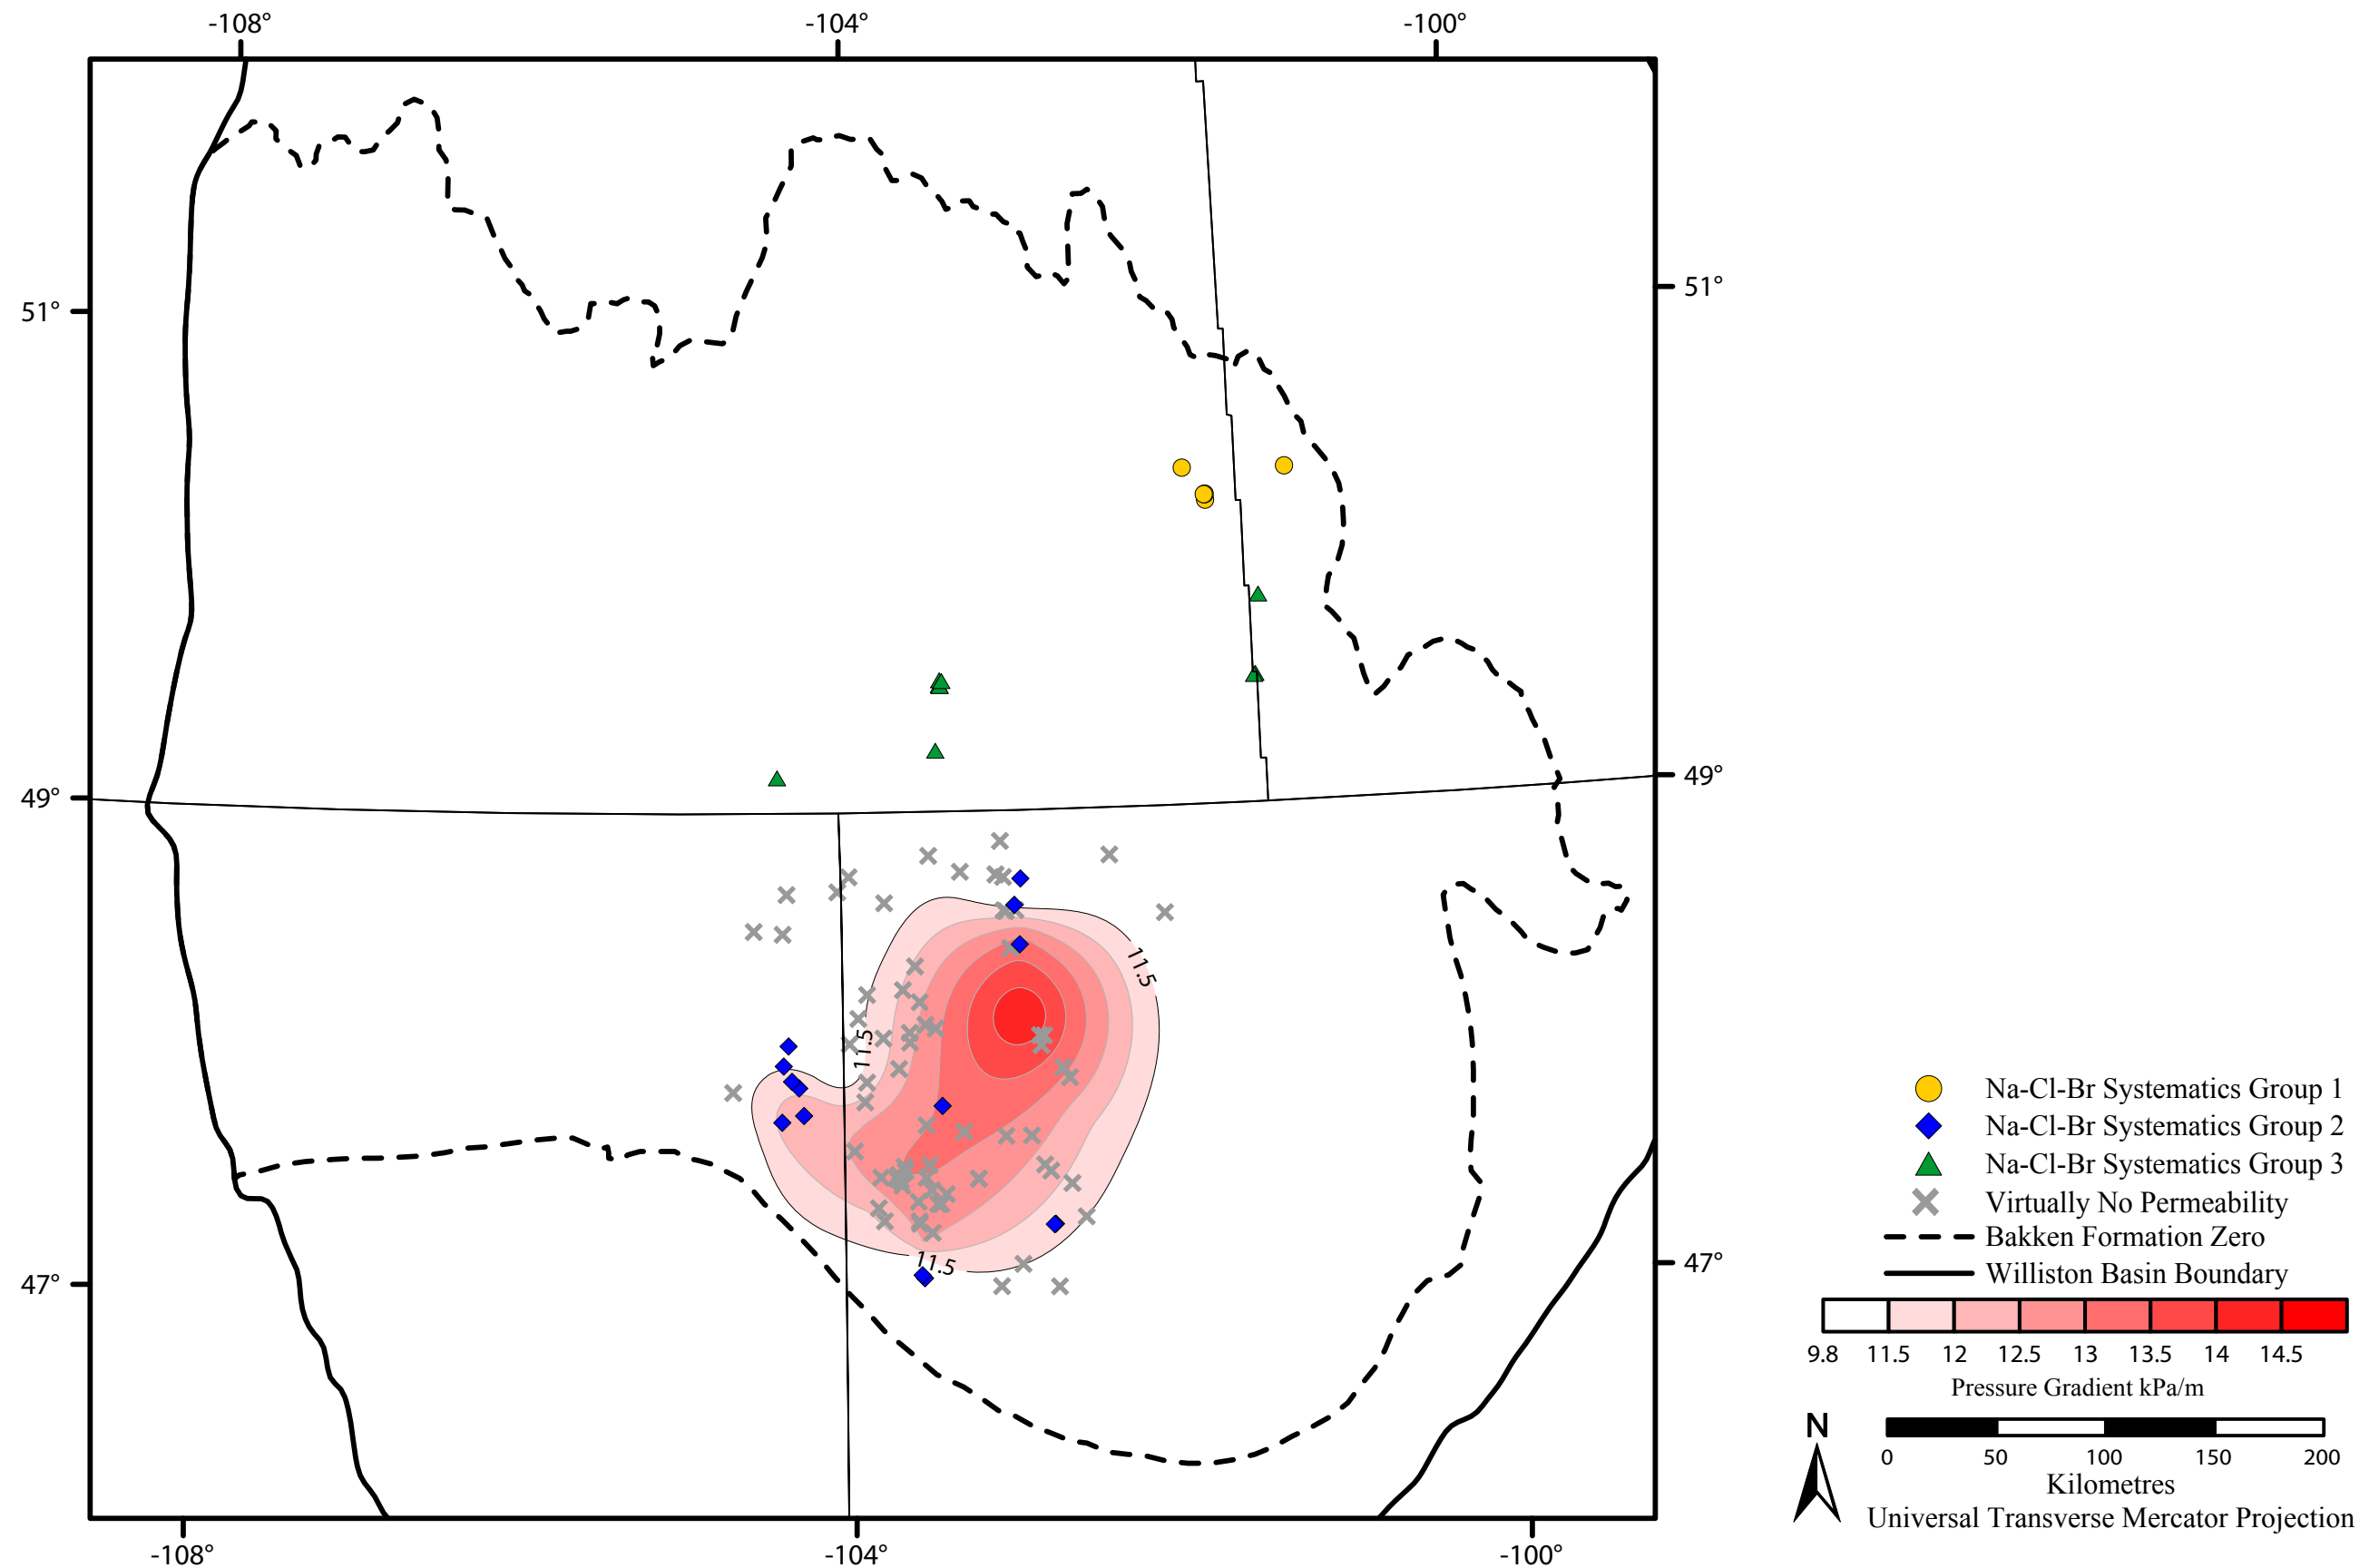 -108° -104° -100°
51° 51°
49° 49°
11.5
11.5
11.5
47° 47°
-108° -104° -100°
Na-Cl-Br Systematics Group 1
Na-Cl-Br Systematics Group 2
Na-Cl-Br Systematics Group 3
Virtually No Permeability
Bakken Formation Zero
Williston Basin Boundary
9.8 11.5 12 12.5 13 13.5 14 14.5
Pressure Gradient kPa/m
N
0 50 100 150 200
Kilometres
Universal Transverse Mercator Projection